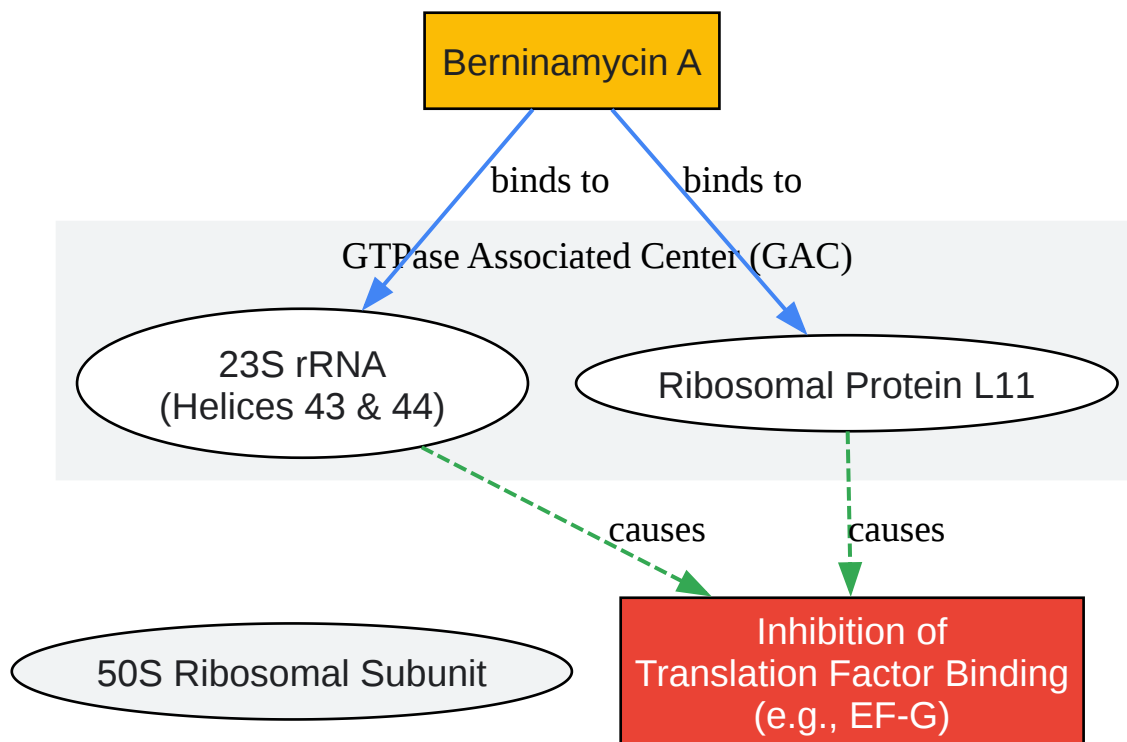 Berninamycin A
binds to
binds to
GTPase Associated Center (GAC)
23S rRNA
(Helices 43 & 44)
Ribosomal Protein L11
causes
causes
50S Ribosomal Subunit
Inhibition of
Translation Factor Binding
(e.g., EF-G)